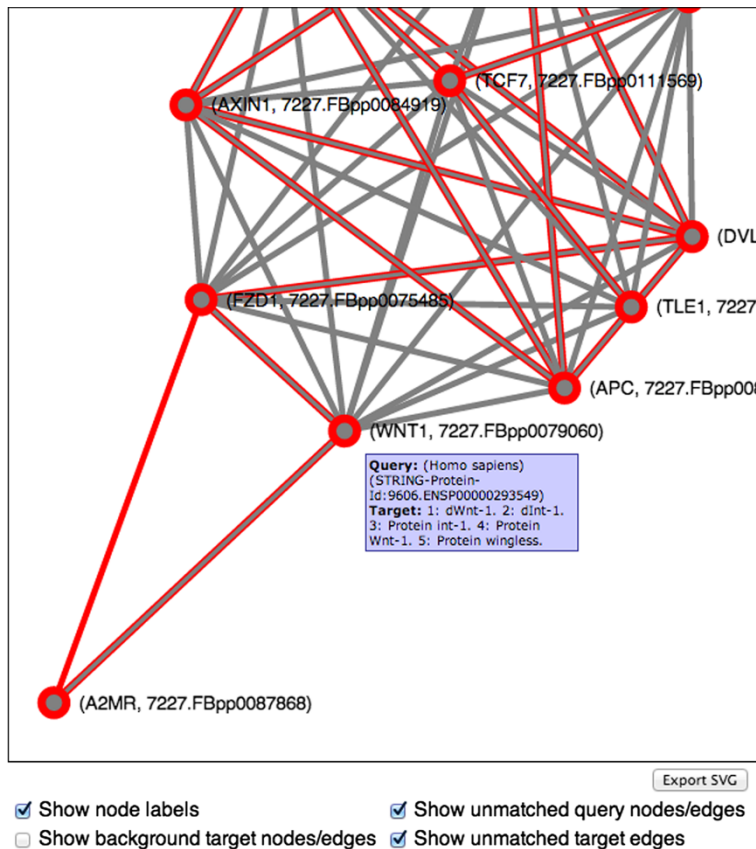 (TCF7, 7227.FBpp0111569)
(AXIN1, 7227.FBpp0084919)
(DVL
(FZD1, 7227.FBpp0075485)
(TLE1, 7227
(APC, 7227.FBpp008
(WNT1, 7227.FBpp0079060)
Query: (Homo sapiens)
(STRING-Protein-
Id:9606.ENSP00000293549)
Target: 1: dWnt-1. 2: dInt-1.
3: Protein int-1. 4: Protein
Wnt-1. 5: Protein wingless.
(A2MR, 7227.FBpp0087868)
Export SVG
Show node labels
Show unmatched query nodes/edges
Show background target nodes/edges
Show unmatched target edges